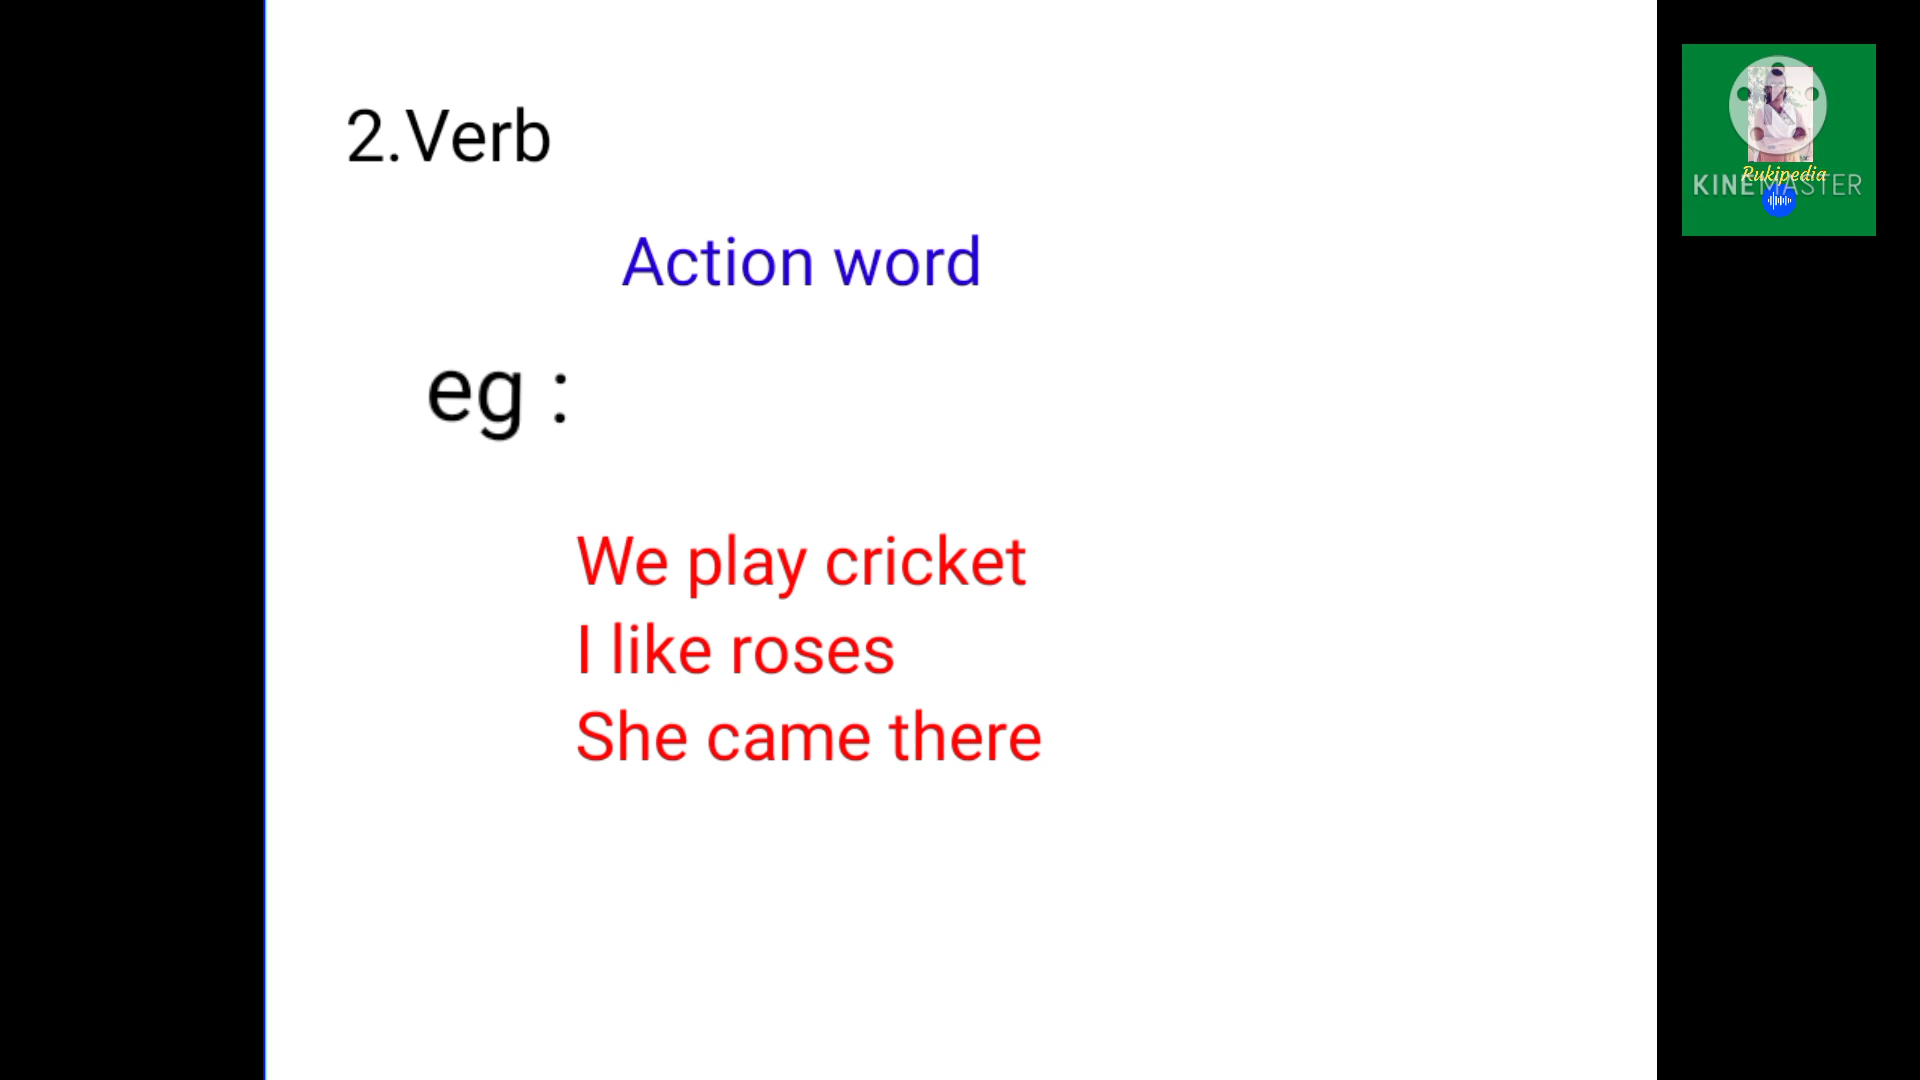 2.Verb
Action word
eg :
We play cricket
I like roses
She came there
Rukipedia
KINEMASTER